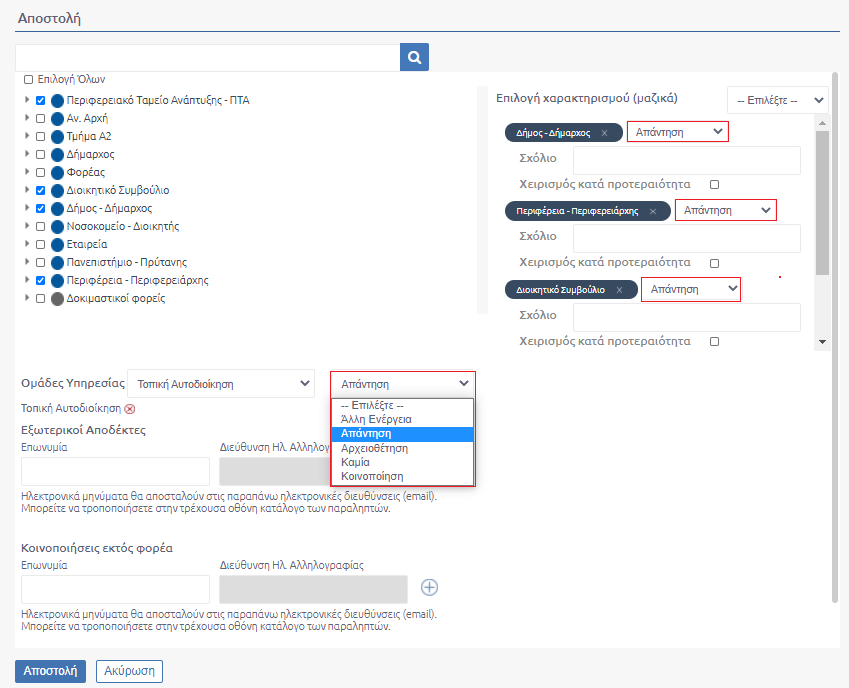 Αποστολή
Επιλογή Όλων
Περιφερειακό Ταμείο Ανάπτυξης - ΠΤΑ
Αν. Αρχή
Τμήμα Α2
Δήμαρχος
Φορέας
Διοικητικό Συμβούλιο
Δήμος - Δήμαρχος
Νοσοκομείο - Διοικητής
Εταιρεία
Πανεπιστήμιο - Πρύτανης
Περιφέρεια - Περιφερειάρχης
Δοκιμαστικοί φορείς
Επιλογή χαρακτηρισμού (μαζικά) -- Επιλέξτε --
Δήμος - Δήμαρχος × Απάντηση
Σχόλιο
Χειρισμός κατά προτεραιότητα
Περιφέρεια - Περιφερειάρχης × Απάντηση
Σχόλιο
Χειρισμός κατά προτεραιότητα
Διοικητικό Συμβούλιο × Απάντηση
Σχόλιο
Χειρισμός κατά προτεραιότητα
Ομάδες Υπηρεσίας Τοπική Αυτοδιοίκηση Απάντηση
-- Επιλέξτε --
Άλλη Ενέργεια
Απάντηση
Αρχειοθέτηση
Καμία
Κοινοποίηση
Τοπική Αυτοδιοίκηση
Εξωτερικοί Αποδέκτες
Επωνυμία Διεύθυνση Ηλ. Αλληλογ
Ηλεκτρονικά μηνύματα θα αποσταλούν στις παραπάνω ηλεκτρονικές διευθύνσεις (email).
Μπορείτε να τροποποιήσετε στην τρέχουσα οθόνη κατάλογο των παραληπτών.
Κοινοποιήσεις εκτός φορέα
Επωνυμία Διεύθυνση Ηλ. Αλληλογραφίας
Ηλεκτρονικά μηνύματα θα αποσταλούν στις παραπάνω ηλεκτρονικές διευθύνσεις (email).
Μπορείτε να τροποποιήσετε στην τρέχουσα οθόνη κατάλογο των παραληπτών.
Αποστολή Ακύρωση